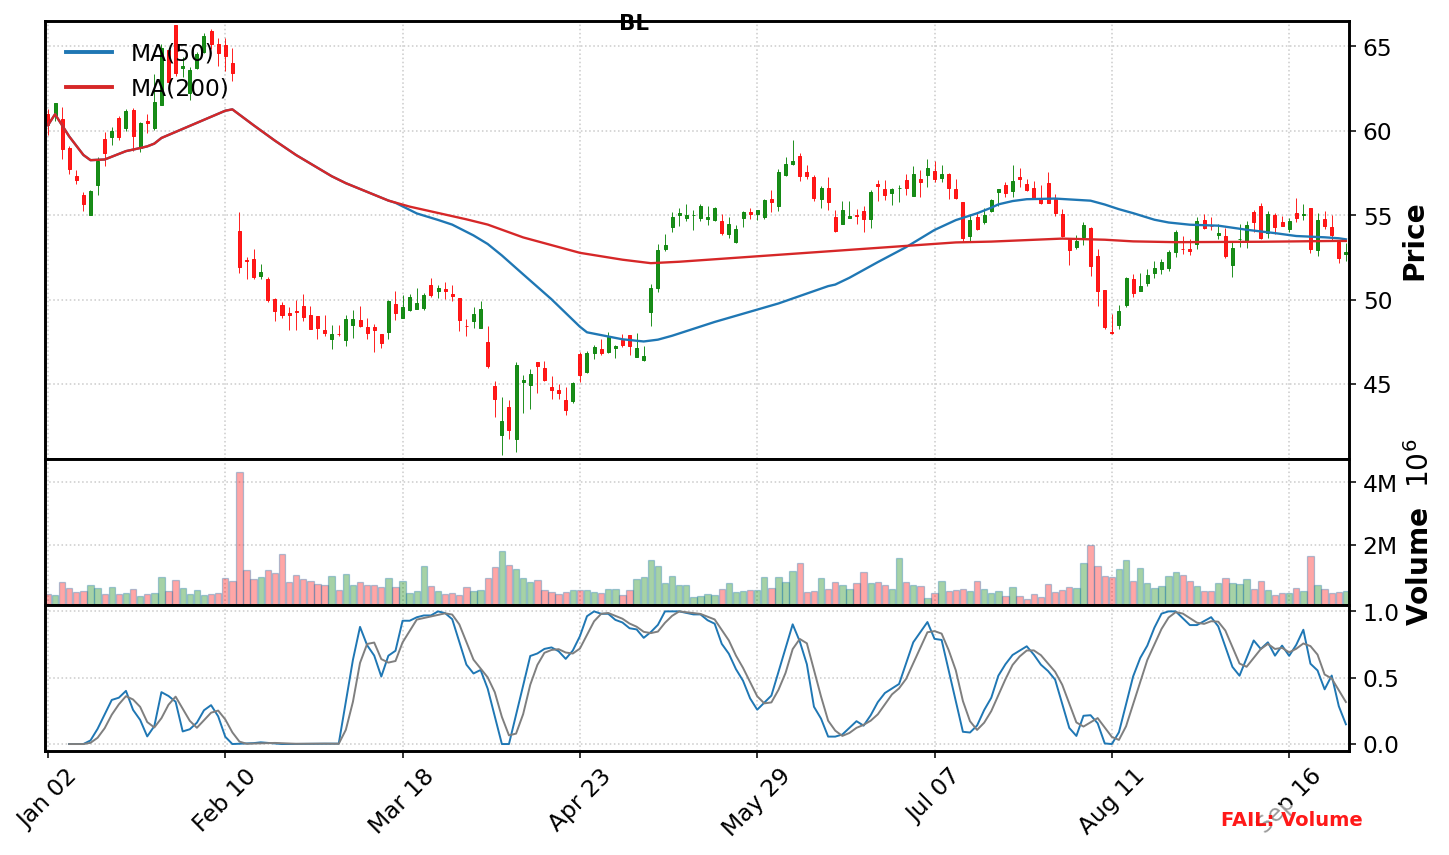 BL
MA(50)
MA(200)
65
60
55
50
45
Price
4M
2M
Volume 10^6
1.0
0.5
0.0
Jan 02
Feb 10
Mar 18
Apr 23
May 29
Jul 07
Aug 11
Sep 16
FAIL: Volume